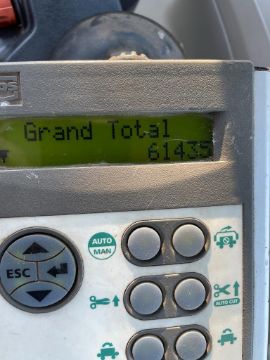 Grand Total
61435
AUTO
MAN
ESC
AUTO CUT